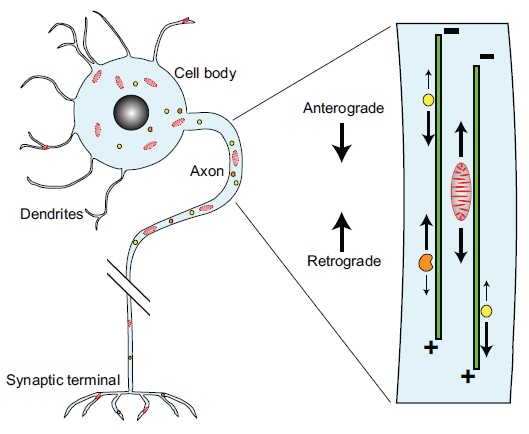 Cell body
Anterograde
Axon
Dendrites
Retrograde
Synaptic terminal
−
−
+
+